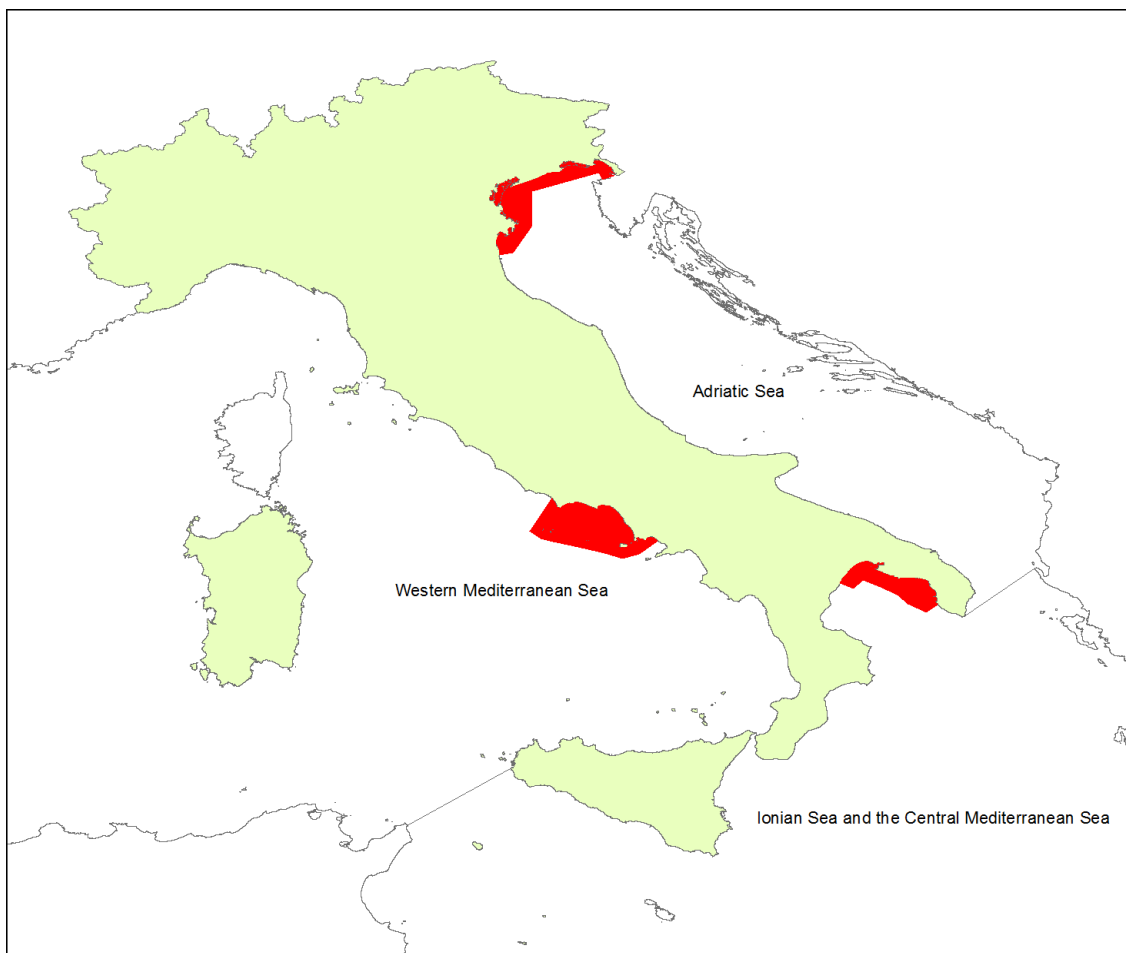 Adriatic Sea
Western Mediterranean Sea
Ionian Sea and the Central Mediterranean Sea